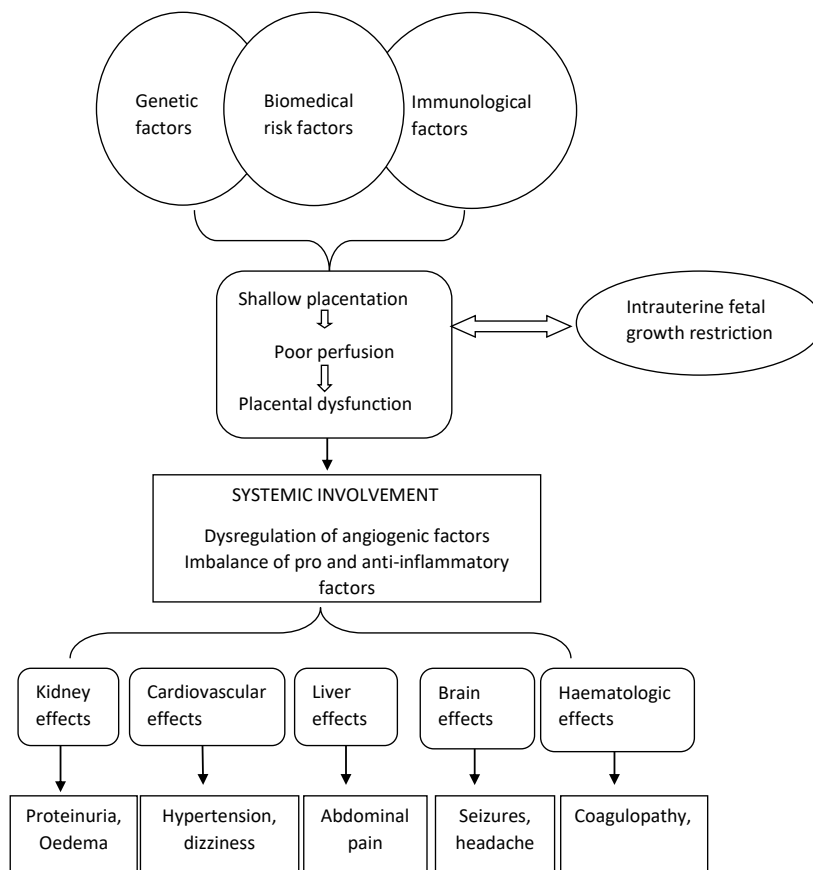 Genetic
factors
Biomedical
risk factors
Immunological
factors
Shallow placentation
Poor perfusion
Placental dysfunction
Intrauterine fetal
growth restriction
SYSTEMIC INVOLVEMENT
Dysregulation of angiogenic factors
Imbalance of pro and anti-inflammatory
factors
Kidney
effects
Cardiovascular
effects
Liver
effects
Brain
effects
Haematologic
effects
Proteinuria,
Oedema
Hypertension,
dizziness
Abdominal
pain
Seizures,
headache
Coagulopathy,